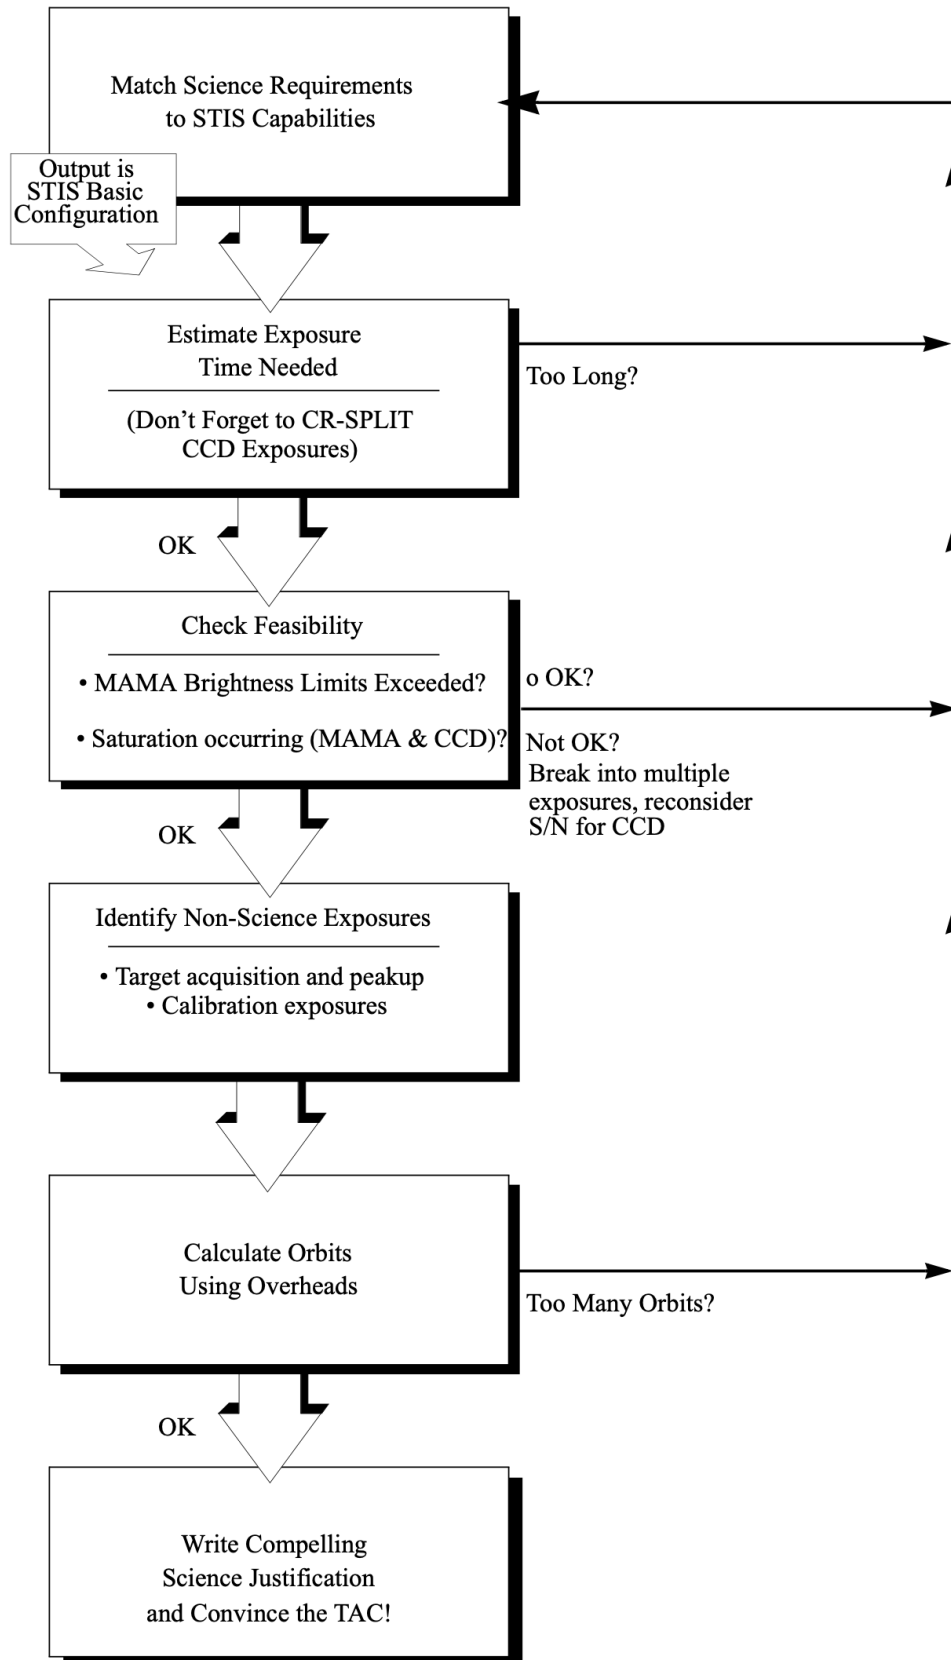 Match Science Requirements
to STIS Capabilities
Output is
STIS Basic
Configuration
Estimate Exposure
Time Needed
(Don’t Forget to CR-SPLIT
CCD Exposures)
Too Long?
OK
Check Feasibility
• MAMA Brightness Limits Exceeded?
• Saturation occurring (MAMA & CCD)?
o OK?
Not OK?
Break into multiple
exposures, reconsider
S/N for CCD
OK
Identify Non-Science Exposures
• Target acquisition and peakup
• Calibration exposures
Calculate Orbits
Using Overheads
Too Many Orbits?
OK
Write Compelling
Science Justification
and Convince the TAC!